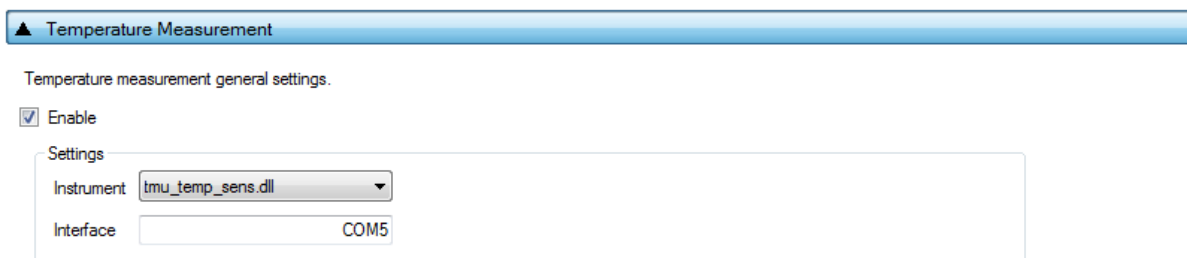 Temperature Measurement
Temperature measurement general settings.
Enable
Settings
Instrument tmu_temp_sens.dll
Interface COM5